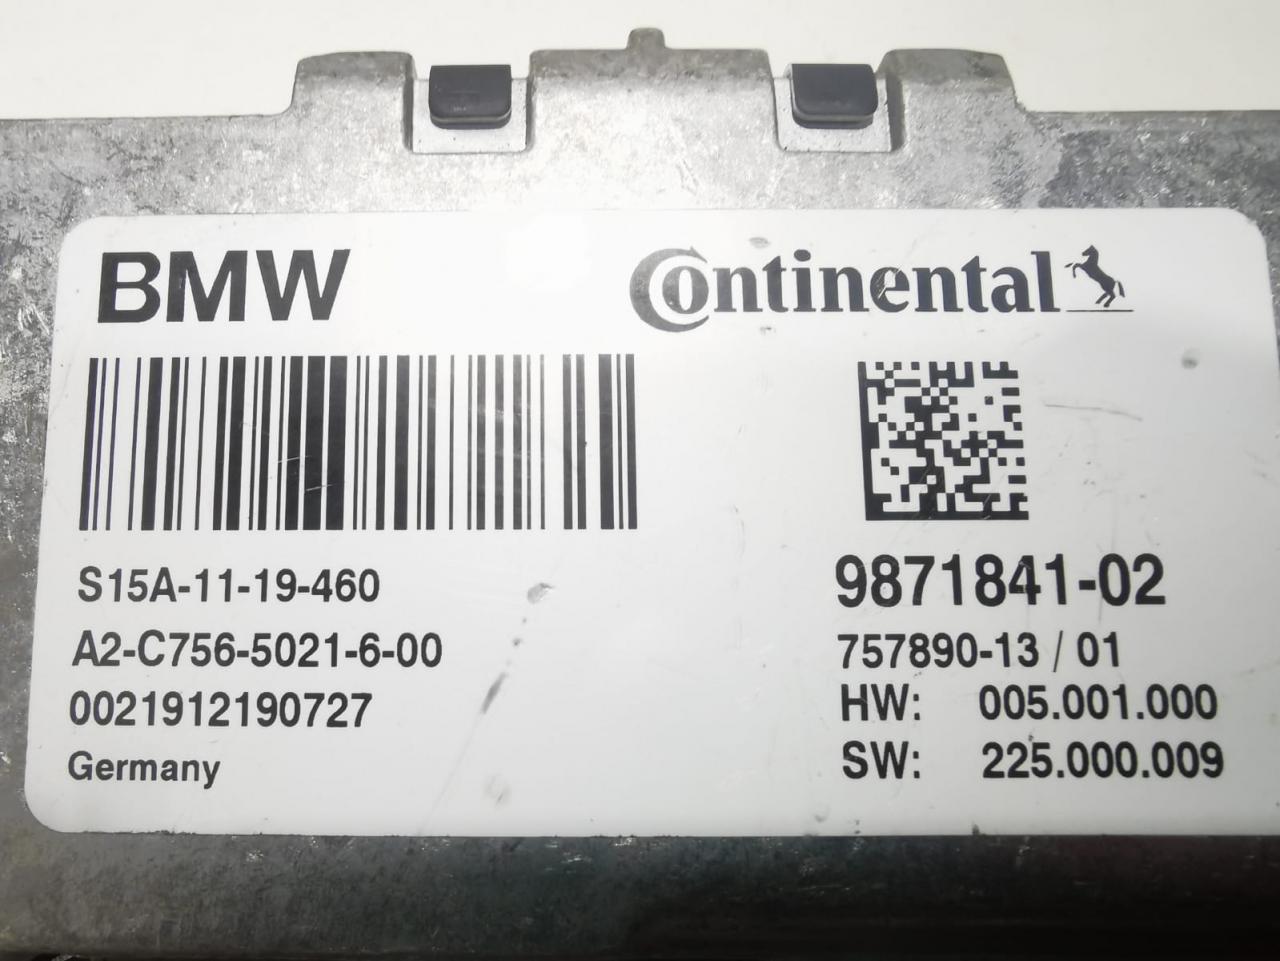 BMW
Continental
S15A-11-19-460
A2-C756-5021-6-00
0021912190727
Germany
9871841-02
757890-13 / 01
HW: 005.001.000
SW: 225.000.009